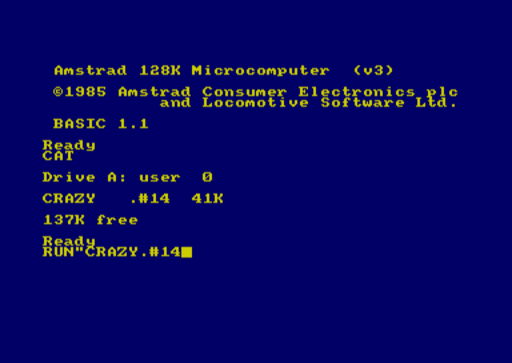 Amstrad 128K Microcomputer  (v3)
©1985 Amstrad Consumer Electronics plc
and Locomotive Software Ltd.
BASIC 1.1
Ready
CAT
Drive A: user  0
CRAZY   .#14  41K
137K free
Ready
RUN"CRAZY.#14